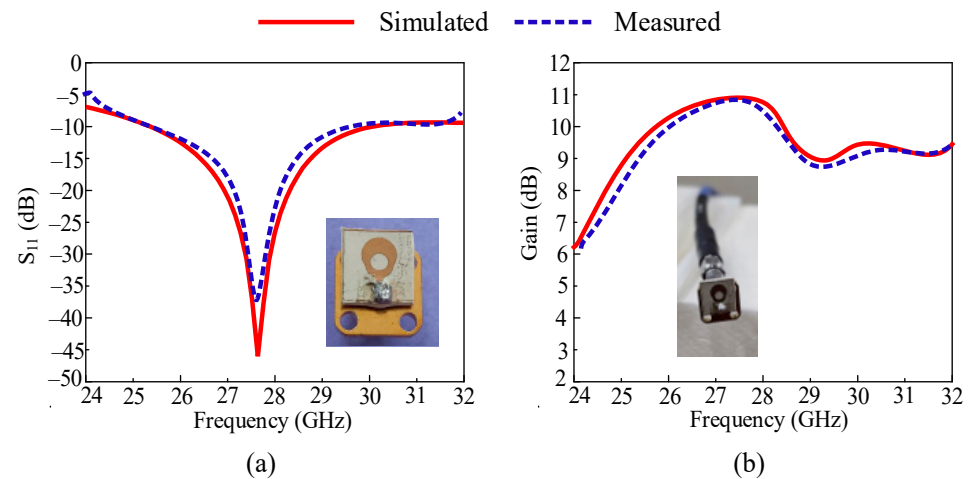 Simulated Measured
0
–5
–10
–15
–20
–25
–30
–35
–40
–45
–50
S11 (dB)
24 25 26 27 28 29 30 31 32
Frequency (GHz)
(a)
12
11
10
9
8
7
6
5
4
3
2
Gain (dB)
24 25 26 27 28 29 30 31 32
Frequency (GHz)
(b)